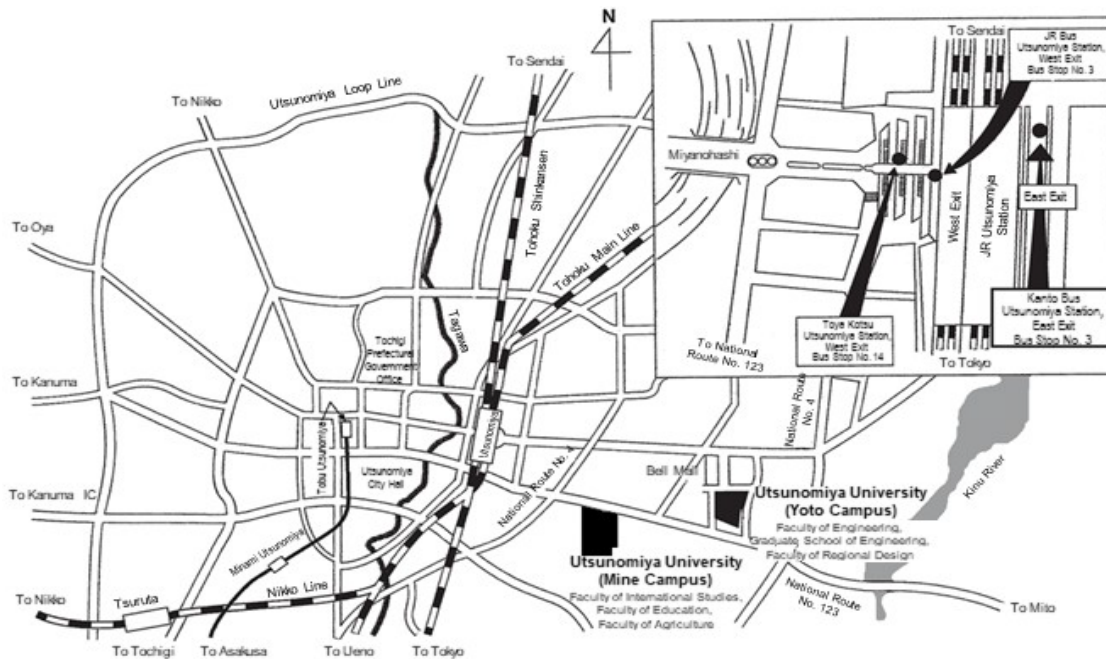 N
To Sendai
To Nikko
Utsunomiya Loop Line
To Oya
Tohoku Shinkansen
Tohoku Main Line
Tagawa
Tochigi
Prefectural
Government
Office
To Kanuma
Tobu Utsunomiya
Utsunomiya
City Hall
Utsunomiya
To Kanuma IC
National Route No. 4
Minami Utsunomiya
Nikko Line
To Nikko
Tsuruta
To Tochigi
To Asakusa
To Ueno
To Tokyo
To Sendai
JR Bus
Utsunomiya Station,
West Exit
Bus Stop No. 3
Miyanohashi
West Exit
JR Utsunomiya
Station
East Exit
Toya Kotsu
Utsunomiya Station,
West Exit
Bus Stop No. 14
Kanto Bus
Utsunomiya Station,
East Exit
Bus Stop No. 3
To Tokyo
To National
Route No. 123
National Route
No. 4
Bell Mall
Kinu River
Utsunomiya University
(Yoto Campus)
Faculty of Engineering,
Graduate School of Engineering,
Faculty of Regional Design
Utsunomiya University
(Mine Campus)
Faculty of International Studies,
Faculty of Education,
Faculty of Agriculture
National Route
No. 123
To Mito